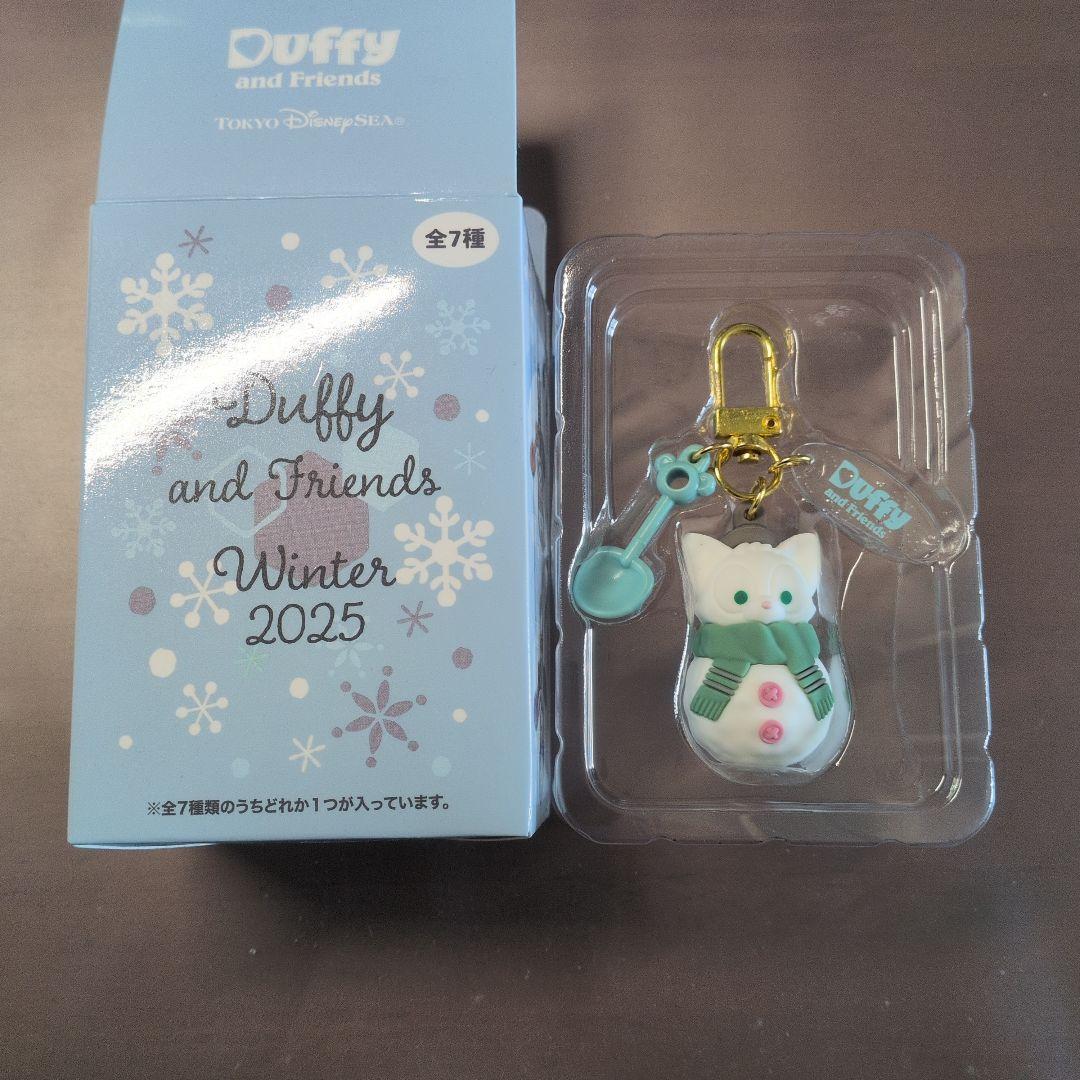 Duffy
and Friends
TOKYO DISNEYSEA®
全7種
Duffy
and Friends
Winter
2025
※全7種類のうちどれか1つが入っています。
Duffy
and Friends